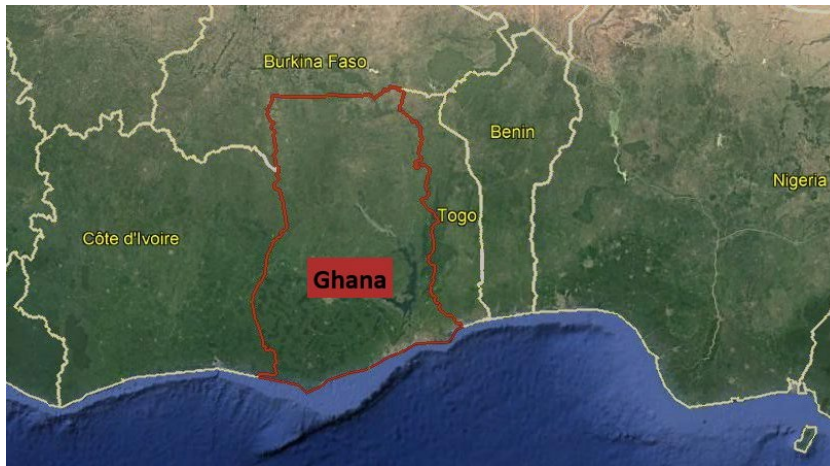 Burkina Faso
Benin
Nigeria
Togo
Côte d'Ivoire
Ghana